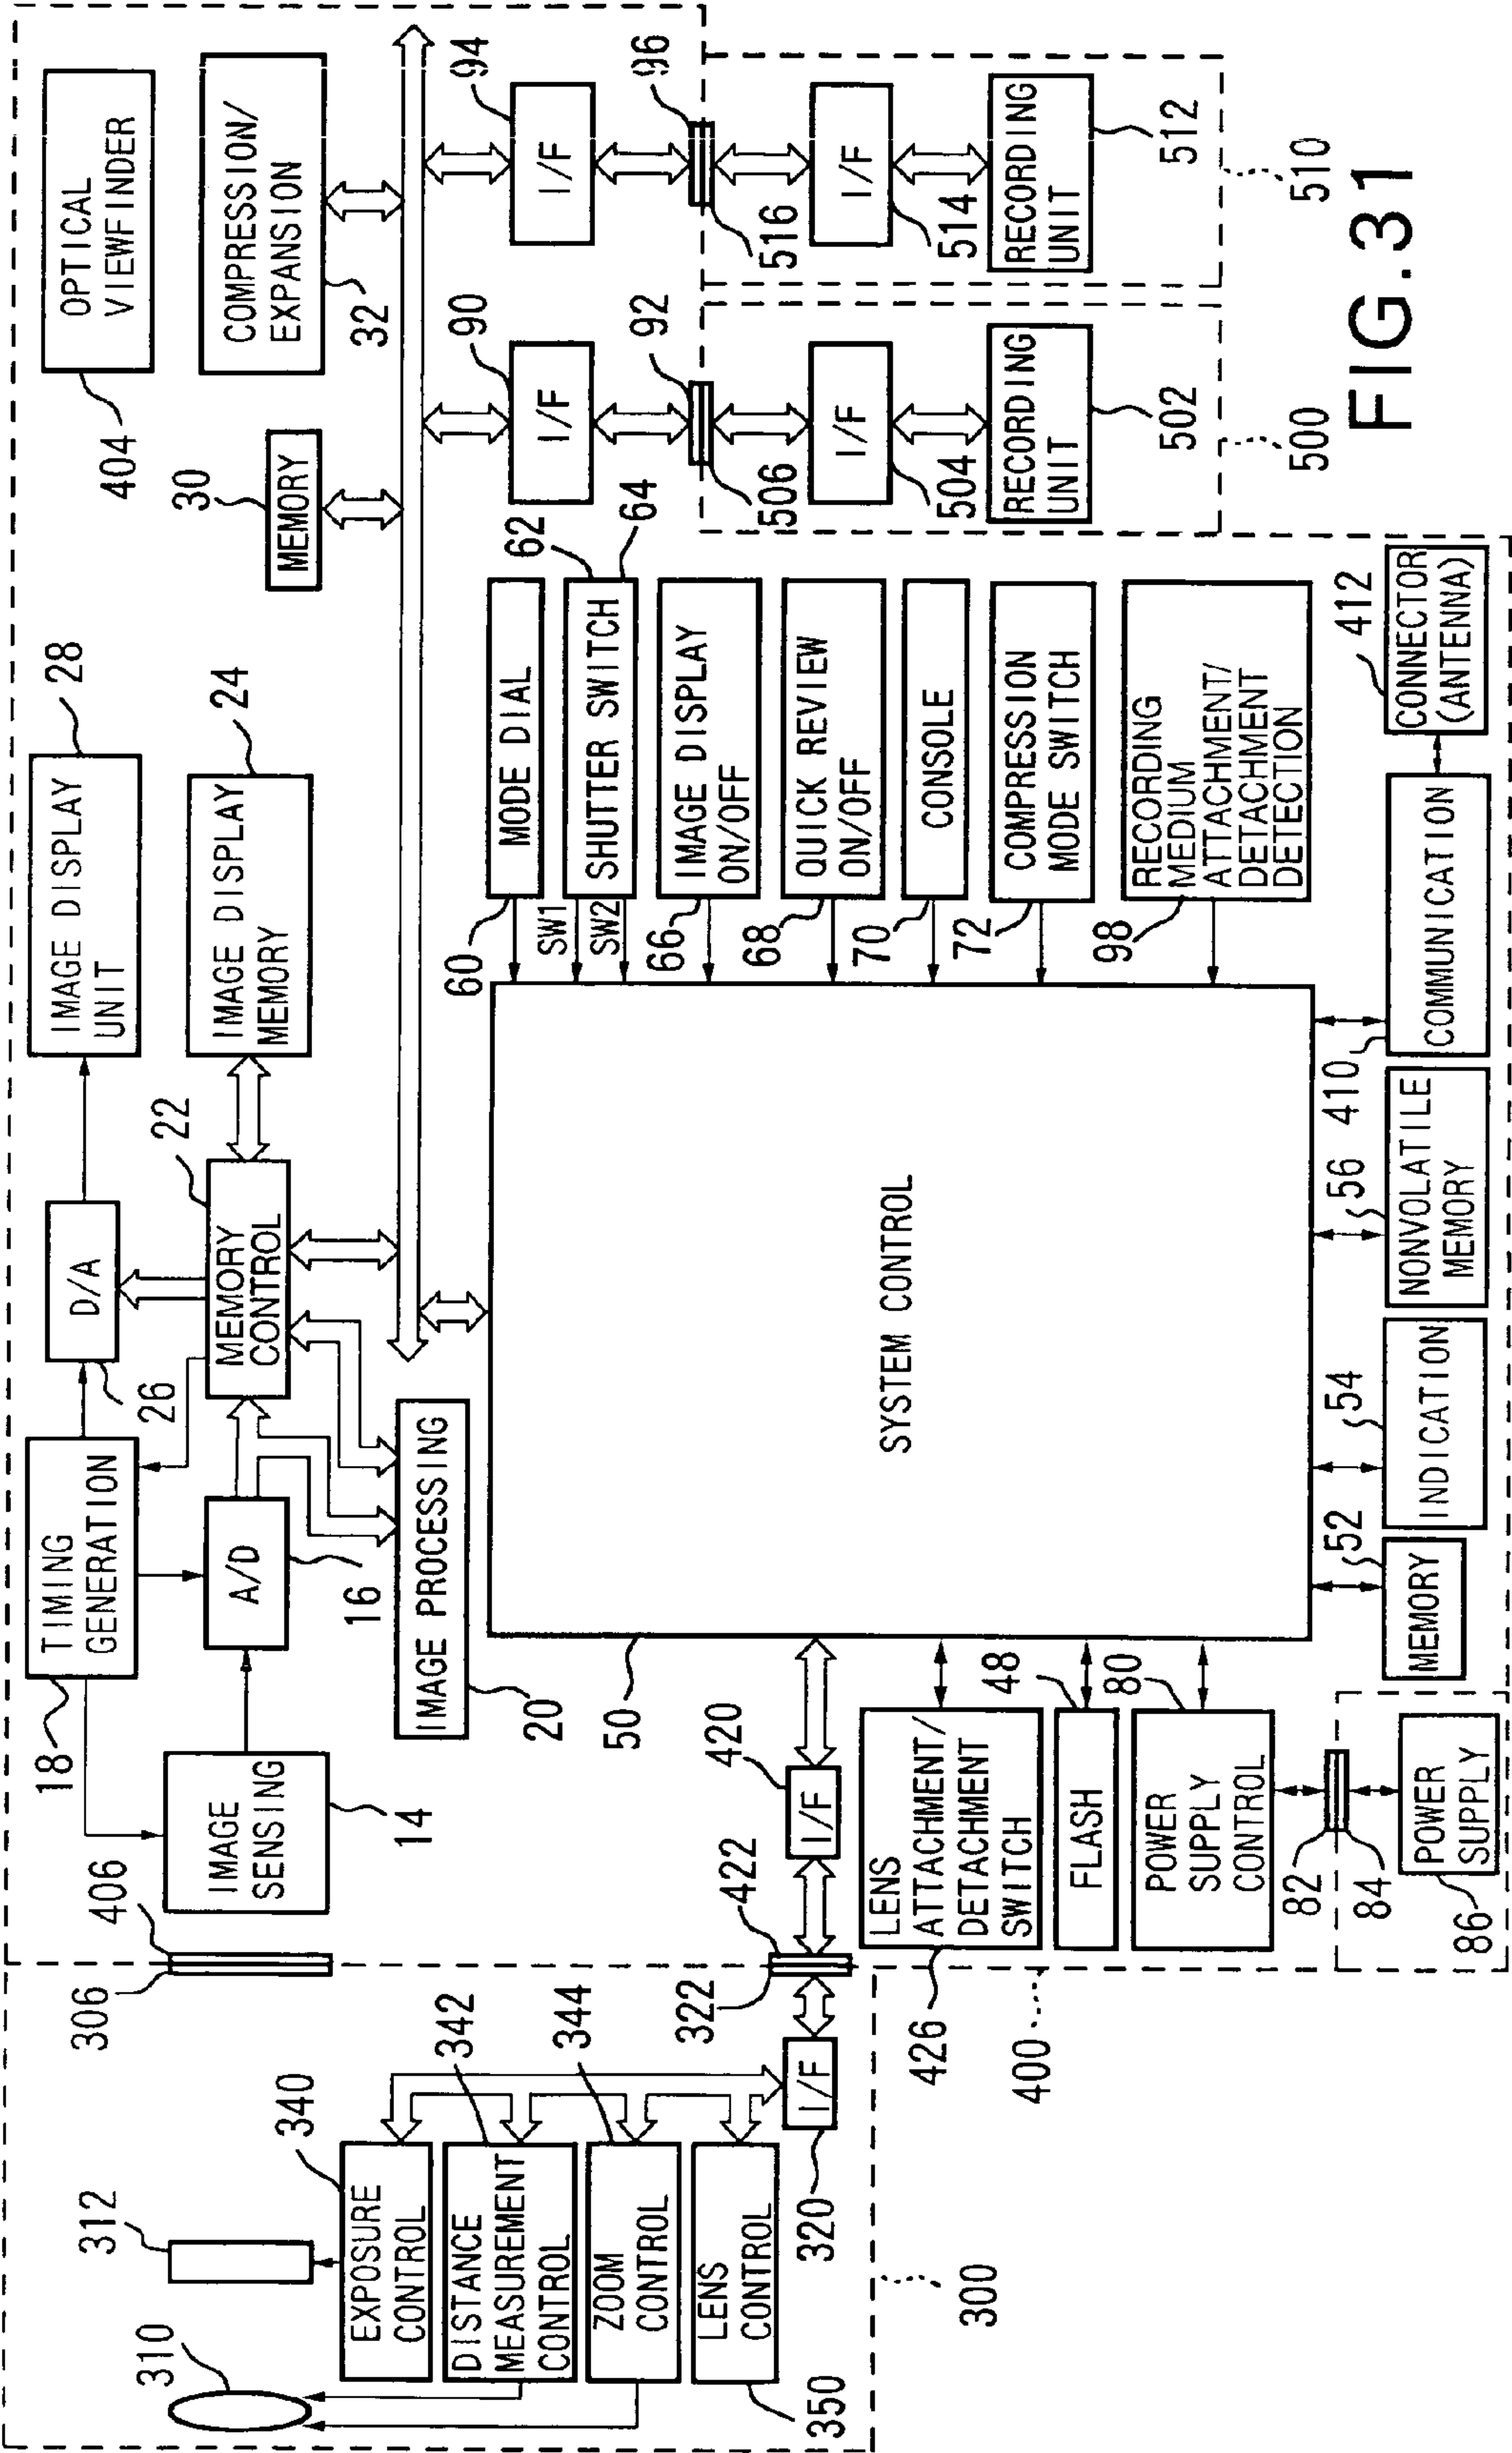 FIG.31
310
312
340
EXPOSURE
CONTROL
342
DISTANCE
MEASUREMENT
CONTROL
344
ZOOM
CONTROL
350
LENS
CONTROL
320
I/F
322
300
306
406
400
422
420
I/F
14
IMAGE
SENSING
18
TIMING
GENERATION
16
A/D
26
D/A
22
MEMORY
CONTROL
20
IMAGE PROCESSING
28
IMAGE DISPLAY
UNIT
24
IMAGE DISPLAY
MEMORY
30
MEMORY
404
OPTICAL
VIEWFINDER
32
COMPRESSION/
EXPANSION
50
SYSTEM CONTROL
60
MODE DIAL
SW1
SW2
62
64
SHUTTER SWITCH
66
IMAGE DISPLAY
ON/OFF
68
QUICK REVIEW
ON/OFF
70
CONSOLE
72
COMPRESSION
MODE SWITCH
98
RECORDING
MEDIUM
ATTACHMENT/
DETACHMENT
DETECTION
90
I/F
92
506
504
I/F
502
RECORDING
UNIT
500
94
I/F
96
516
514
I/F
512
RECORDING
UNIT
510
426
LENS
ATTACHMENT/
DETACHMENT
SWITCH
48
FLASH
80
POWER
SUPPLY
CONTROL
82
84
86
POWER
SUPPLY
52
MEMORY
54
INDICATION
56
NONVOLATILE
MEMORY
410
COMMUNICATION
412
CONNECTOR
(ANTENNA)